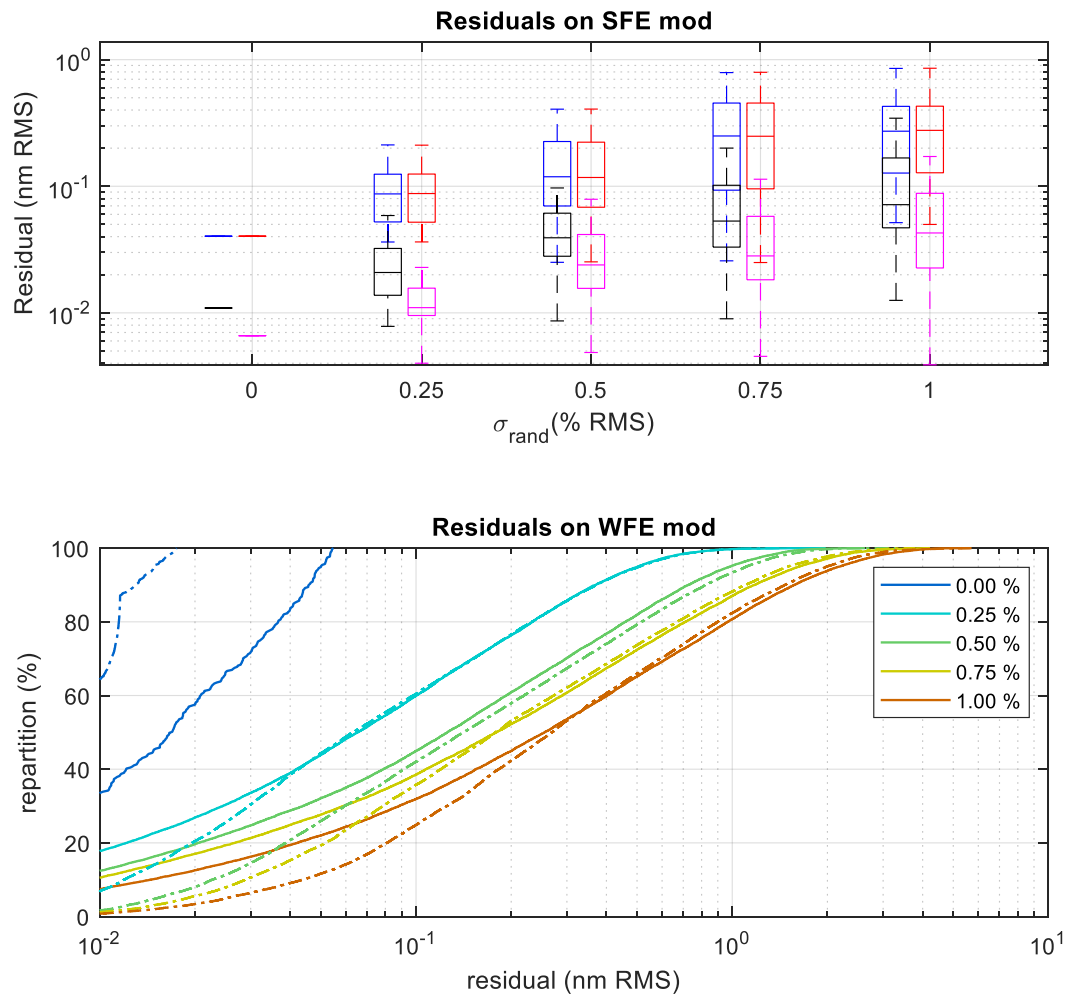 Residuals on SFE mod
Residual (nm RMS)
10^0
10^-1
10^-2
0 0.25 0.5 0.75 1
σ_rand(% RMS)
Residuals on WFE mod
repartition (%)
100
80
60
40
20
0
0.00 %
0.25 %
0.50 %
0.75 %
1.00 %
10^-2 10^-1 10^0 10^1
residual (nm RMS)